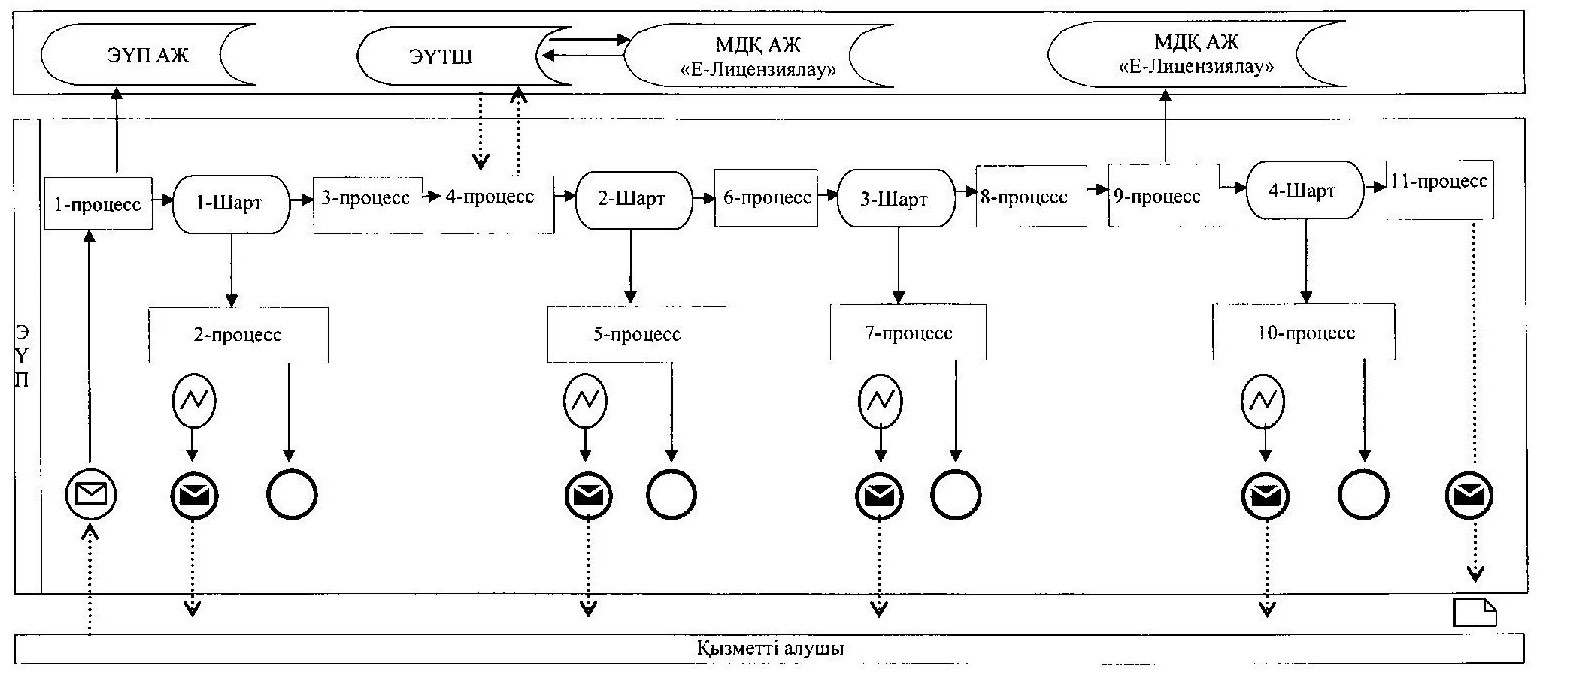 ЭҮП АЖ
ЭҮТШ
МДҚ АЖ
«Е-Лицензиялау»
МДҚ АЖ
«Е-Лицензиялау»
1-процесс
1-Шарт
3-процесс
4-процесс
2-Шарт
6-процесс
3-Шарт
8-процесс
9-процесс
4-Шарт
11-процесс
2-процесс
5-процесс
7-процесс
10-процесс
Э
Ү
П
Қызметті алушы